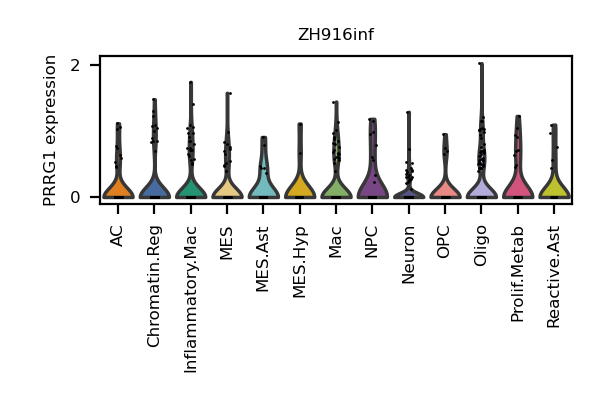 ZH916inf
PRRG1 expression
2
0
AC
Chromatin.Reg
Inflammatory.Mac
MES
MES.Ast
MES.Hyp
Mac
NPC
Neuron
OPC
Oligo
Prolif.Metab
Reactive.Ast